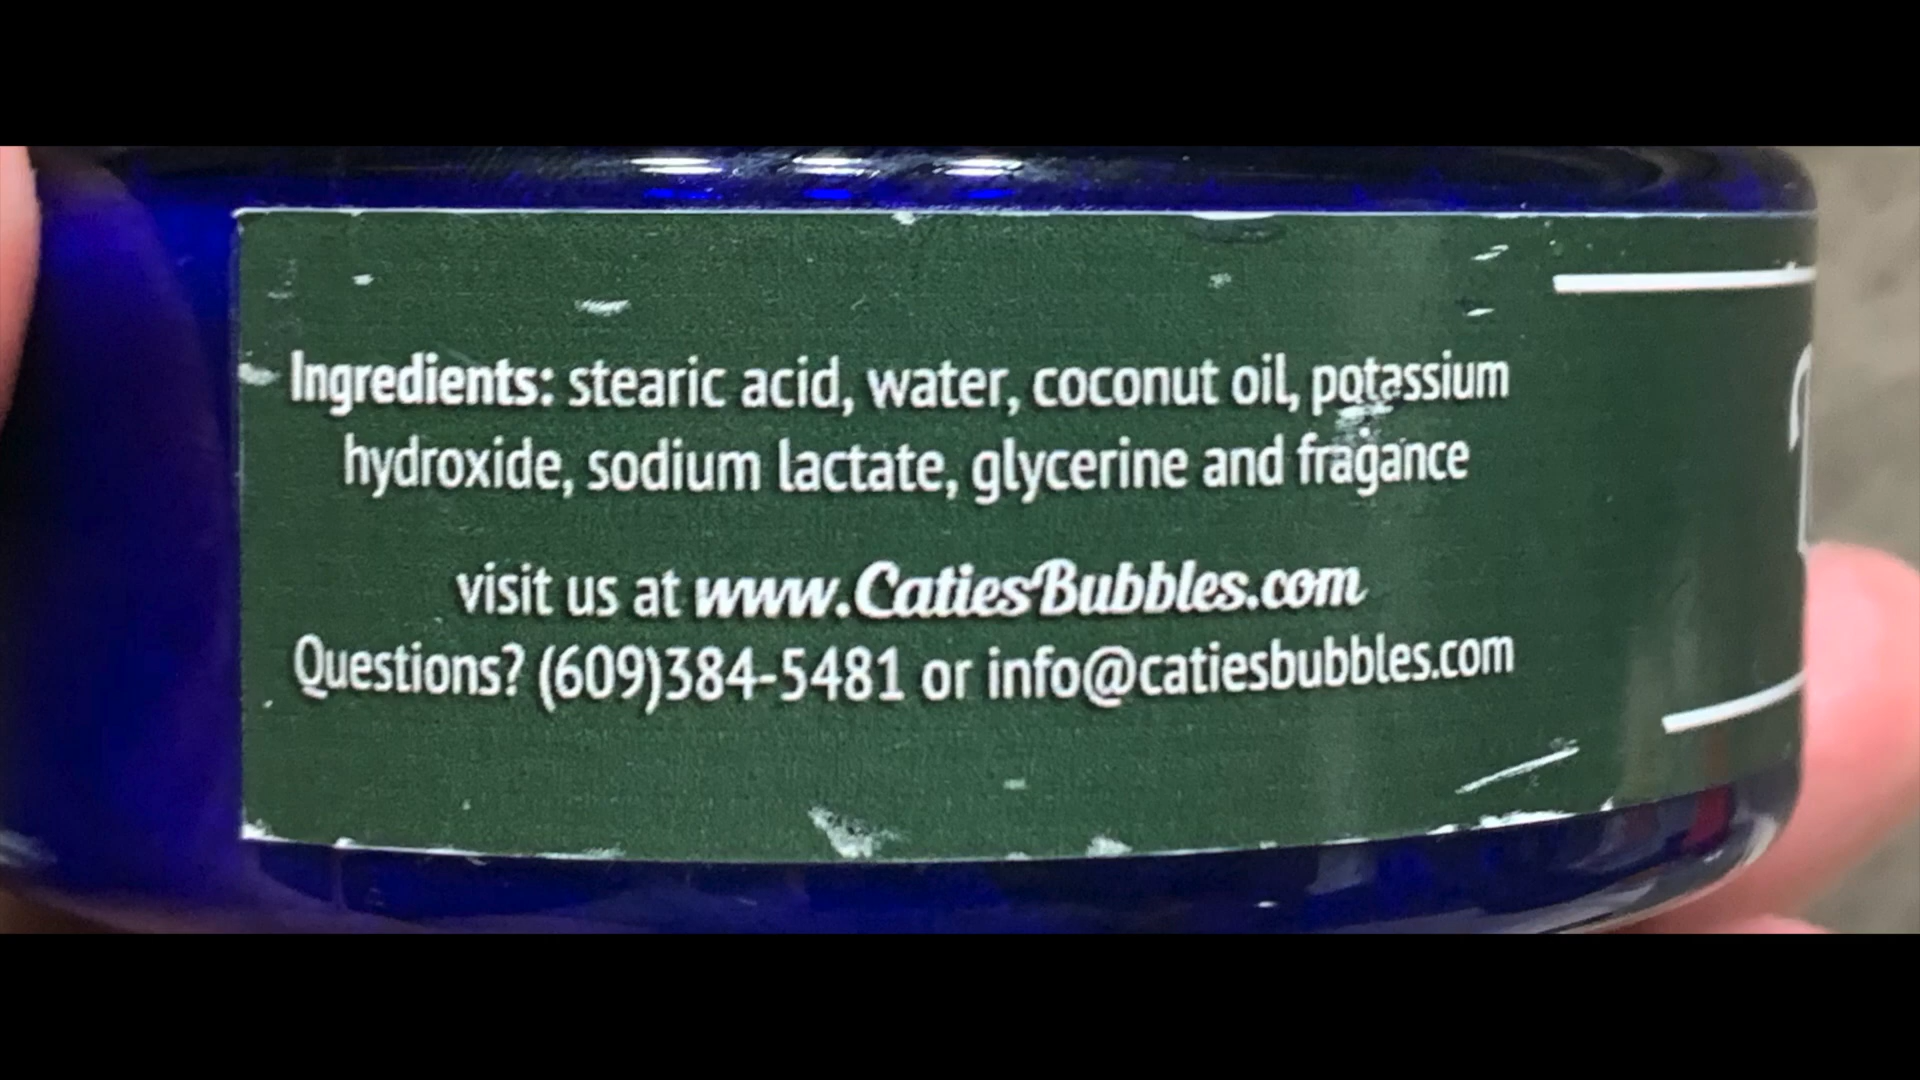 Ingredients: stearic acid, water, coconut oil, potassium
hydroxide, sodium lactate, glycerine and fragance
visit us at www.CatiesBubbles.com
Questions? (609)384-5481 or info@catiesbubbles.com